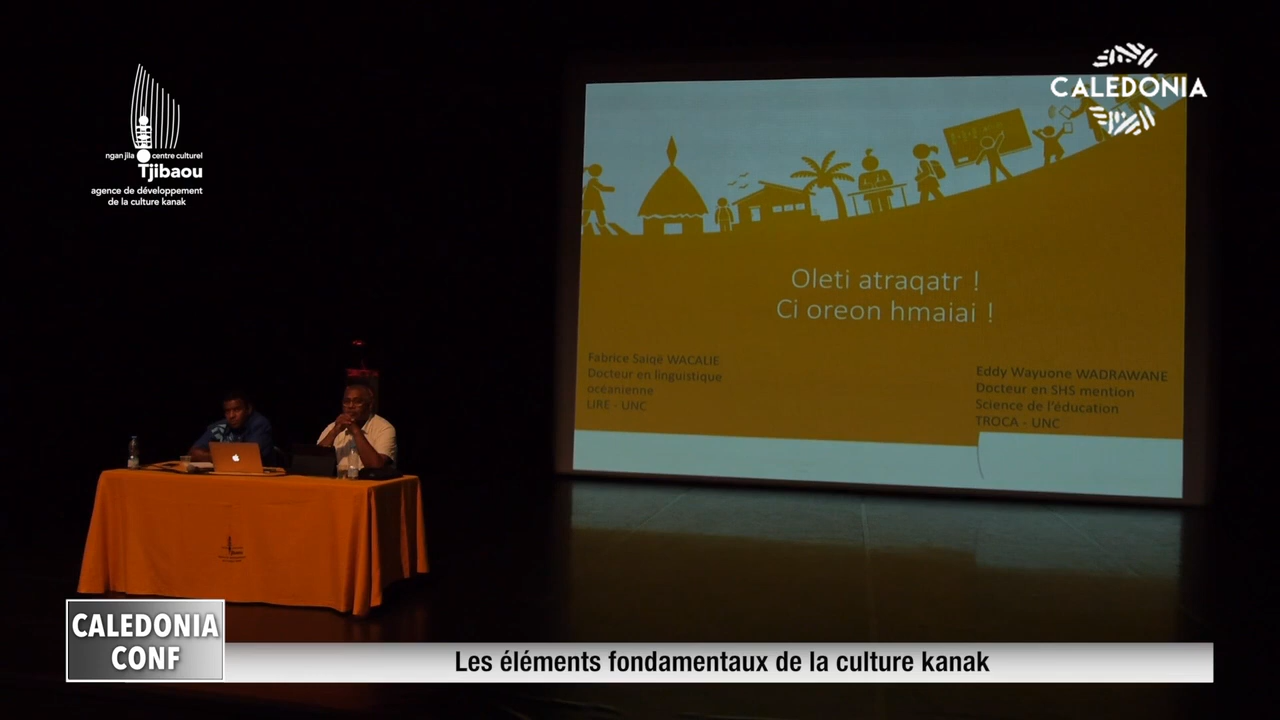 ngan jila centre culturel
Tjibaou
agence de développement
de la culture kanak
CALEDONIA
Oleti atraqatr !
Ci oreon hmaiai !
Fabrice Saiqë WACALIE
Docteur en linguistique
océanienne
LIRE - UNC
Eddy Wayuone WADRAWANE
Docteur en SHS mention
Science de l'éducation
TROCA - UNC
CALEDONIA
CONF
Les éléments fondamentaux de la culture kanak